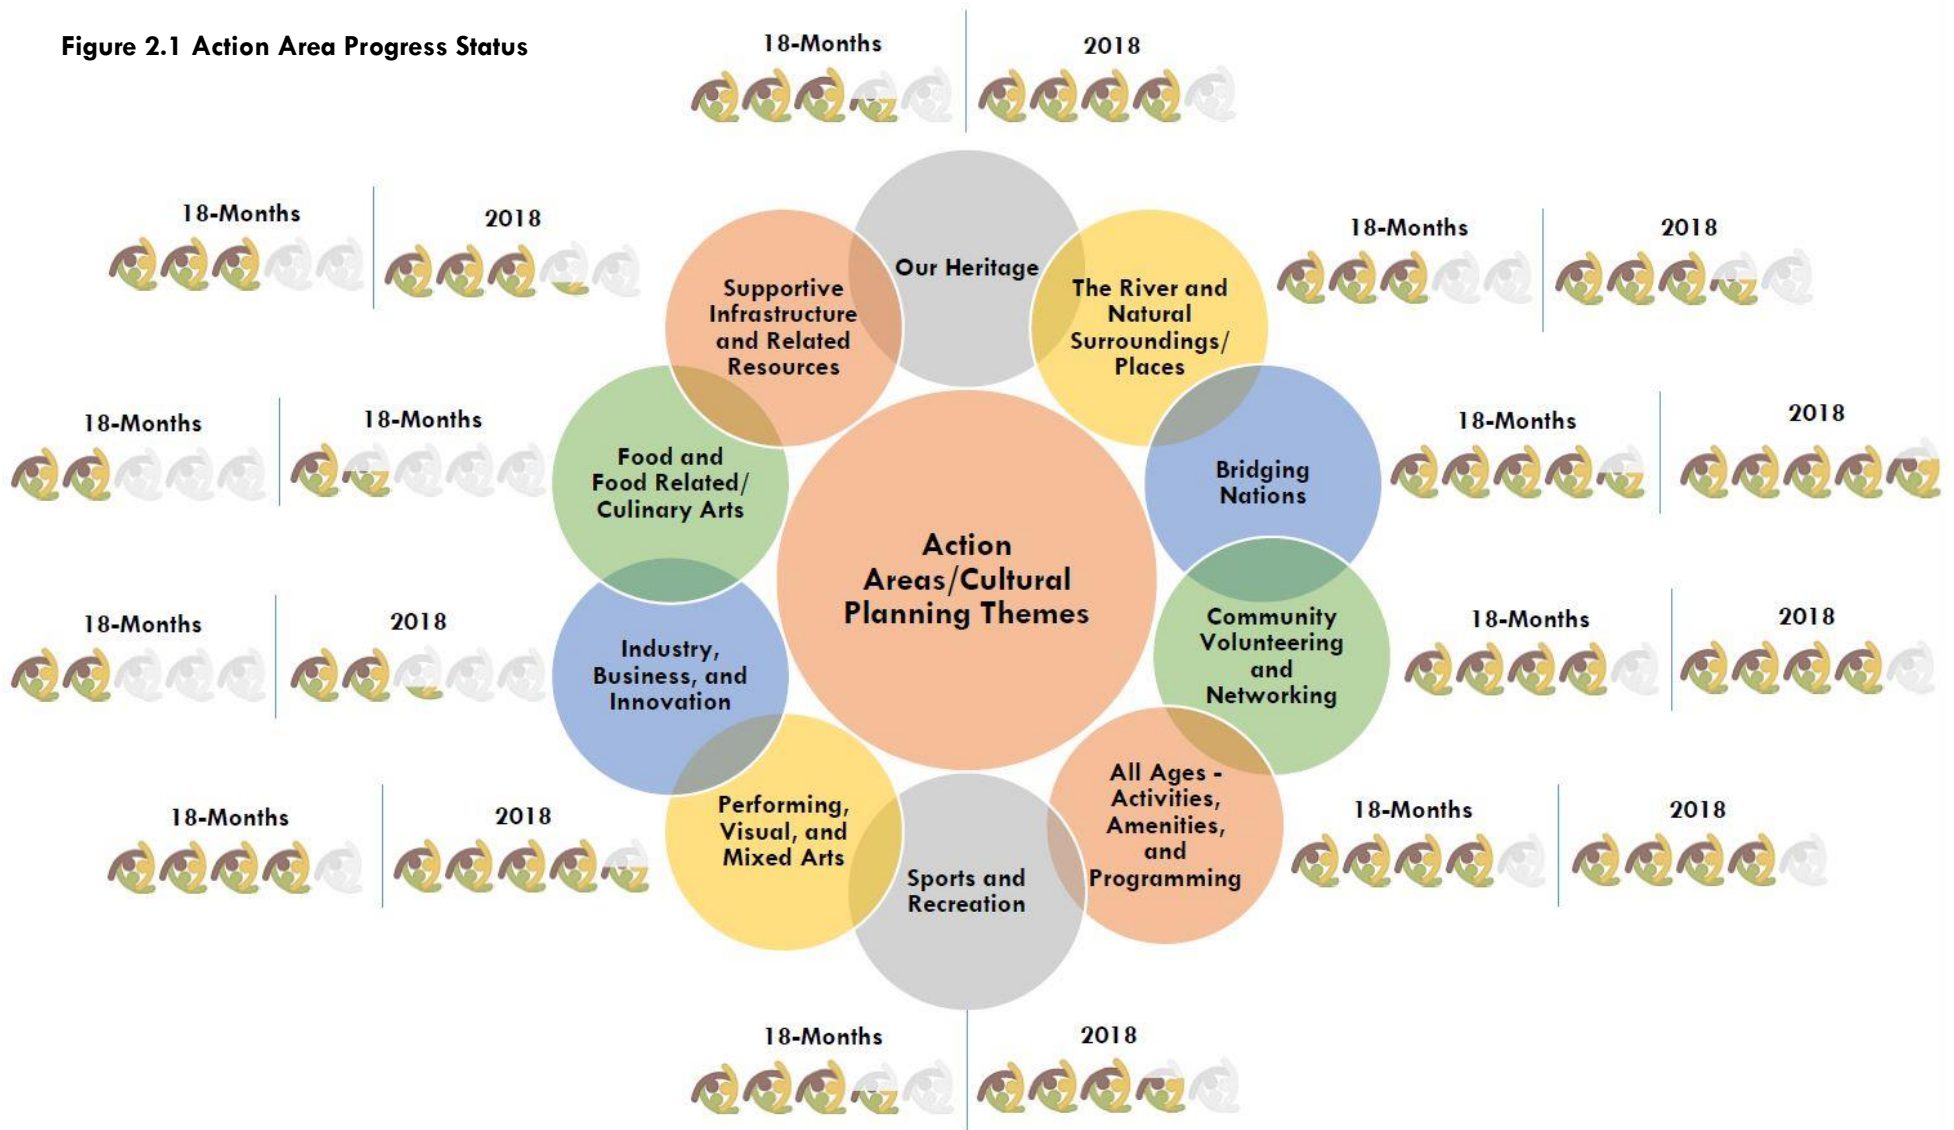 Figure 2.1 Action Area Progress Status
18-Months
2018
18-Months
2018
18-Months
2018
Our Heritage
Supportive
Infrastructure
and Related
Resources
The River and
Natural
Surroundings/
Places
18-Months
18-Months
18-Months
2018
Food and
Food Related/
Culinary Arts
Bridging
Nations
Action
Areas/Cultural
Planning Themes
18-Months
2018
18-Months
2018
Industry,
Business, and
Innovation
Community
Volunteering
and
Networking
18-Months
2018
18-Months
2018
Performing,
Visual, and
Mixed Arts
All Ages -
Activities,
Amenities,
and
Programming
Sports and
Recreation
18-Months
2018